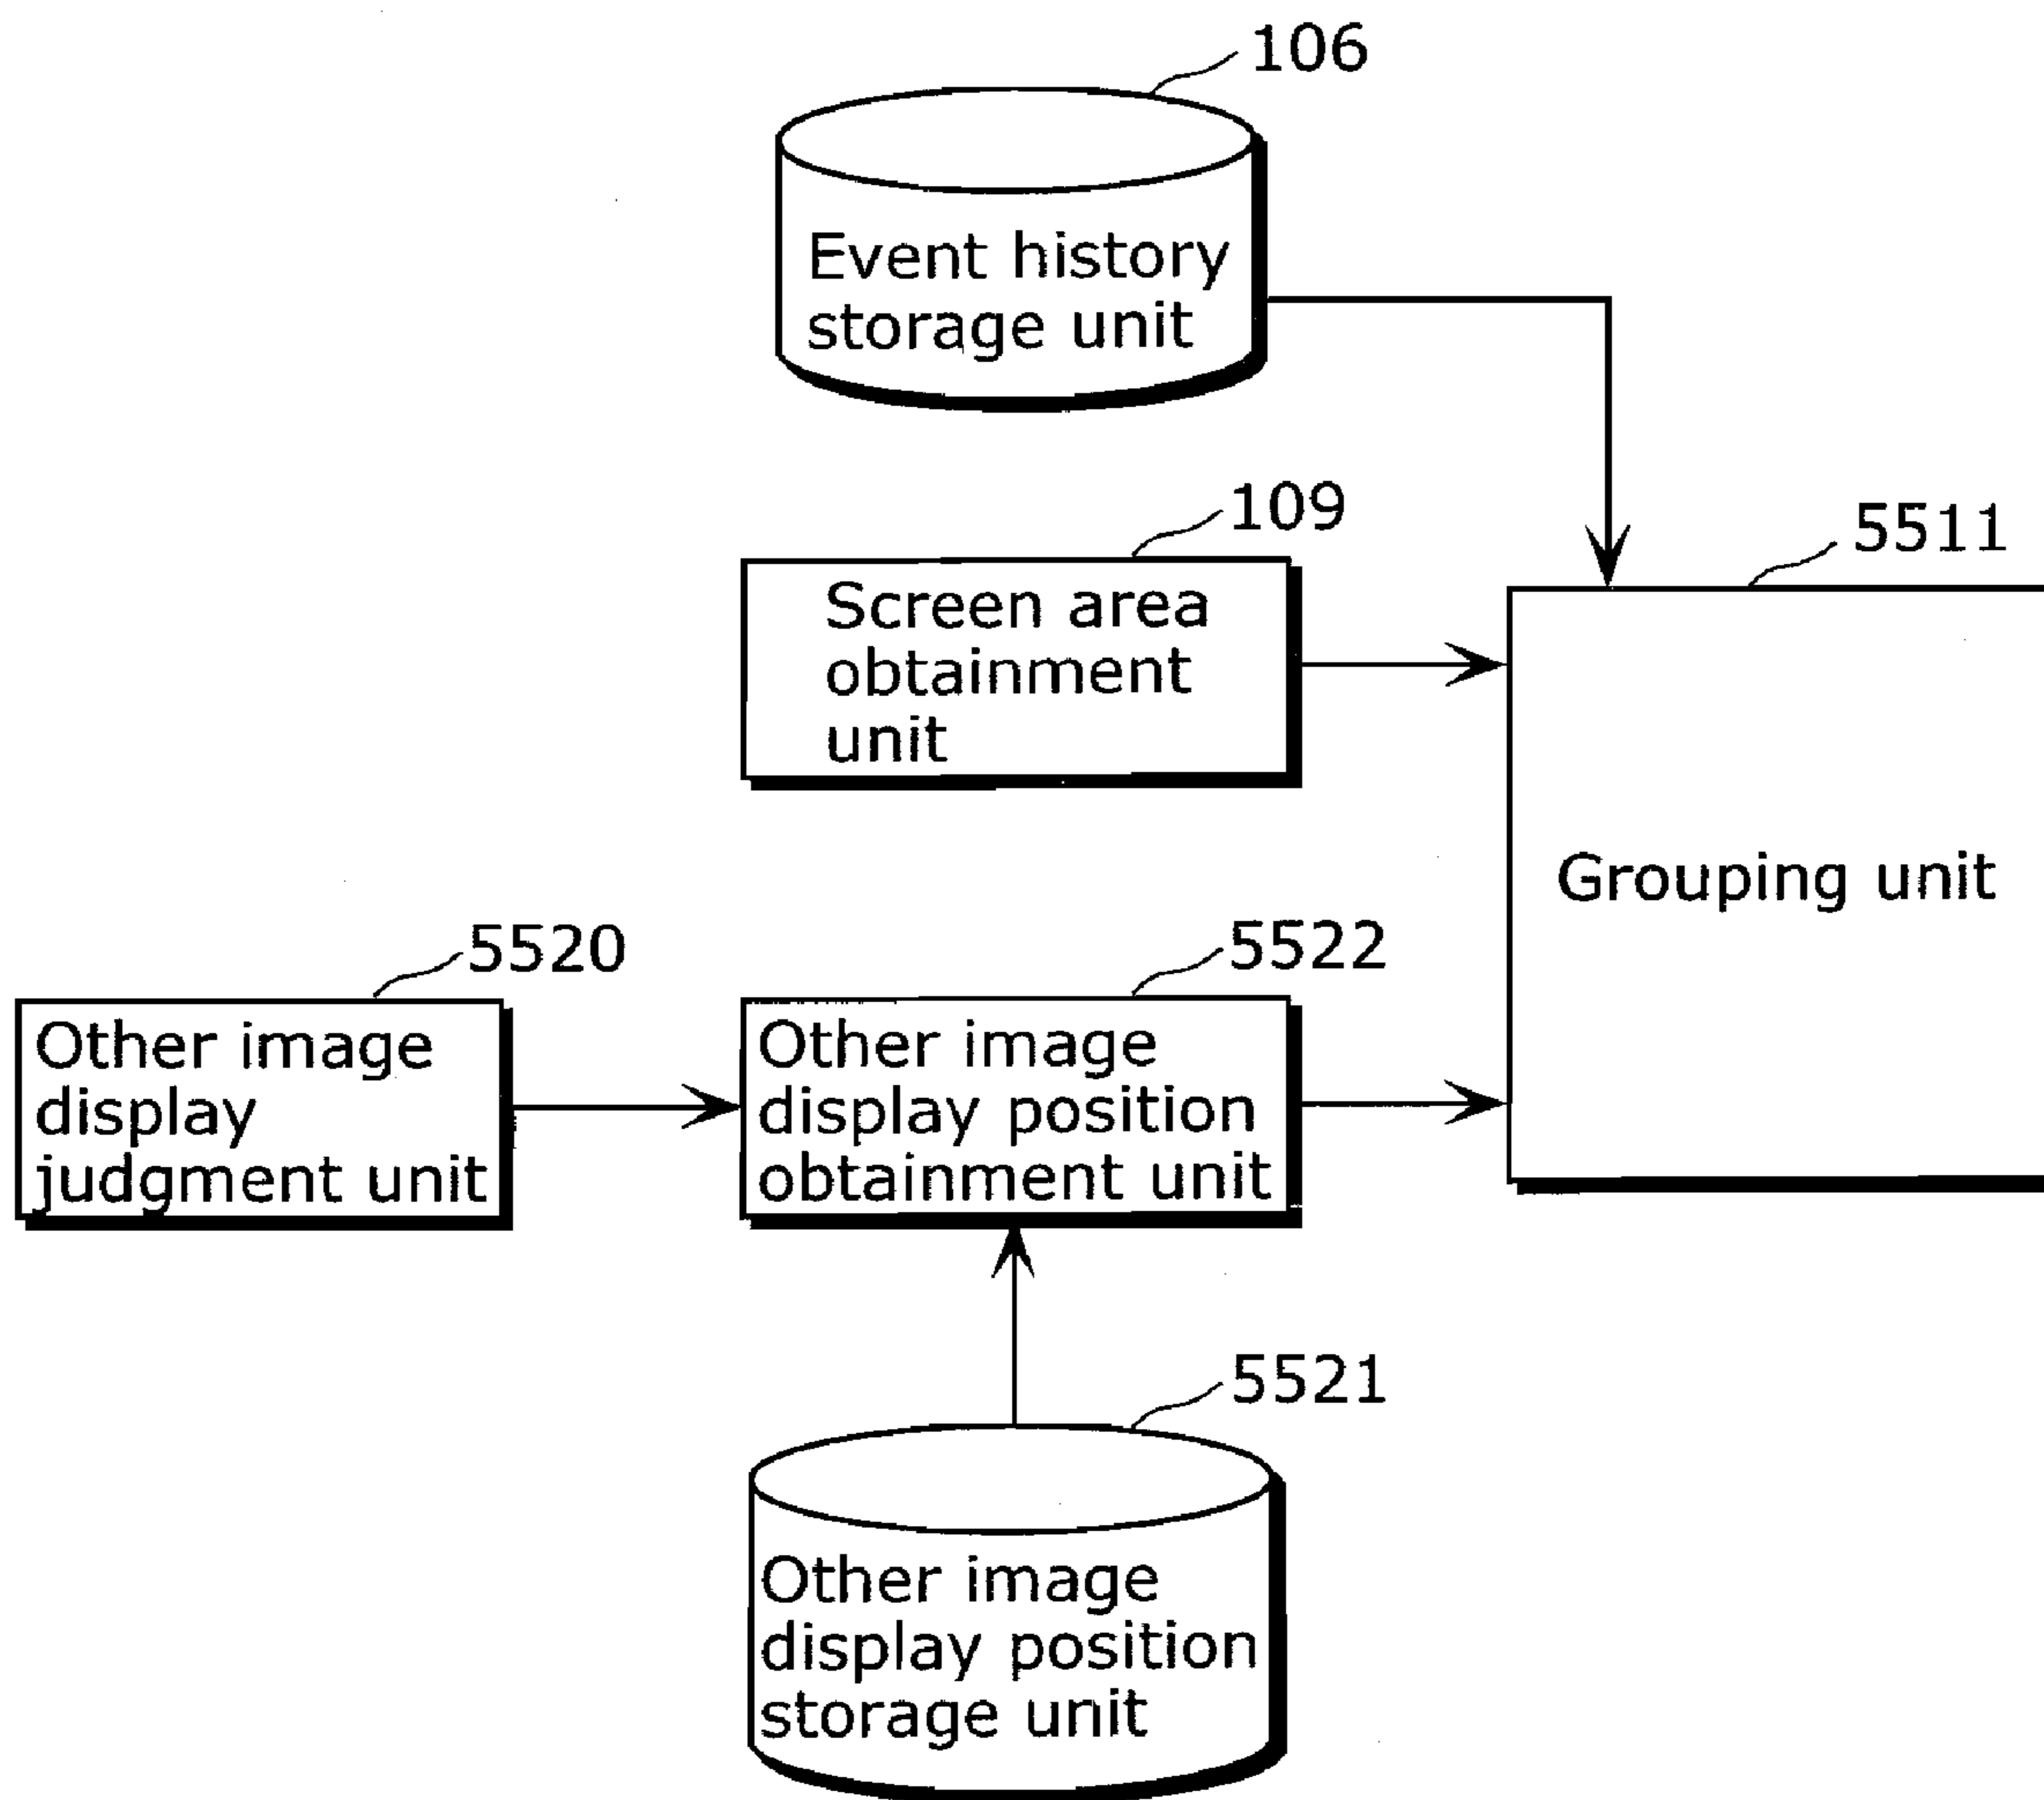 106
Event history
storage unit
109
Screen area
obtainment
unit
5511
Grouping unit
5520
Other image
display
judgment unit
5522
Other image
display position
obtainment unit
5521
Other image
display position
storage unit